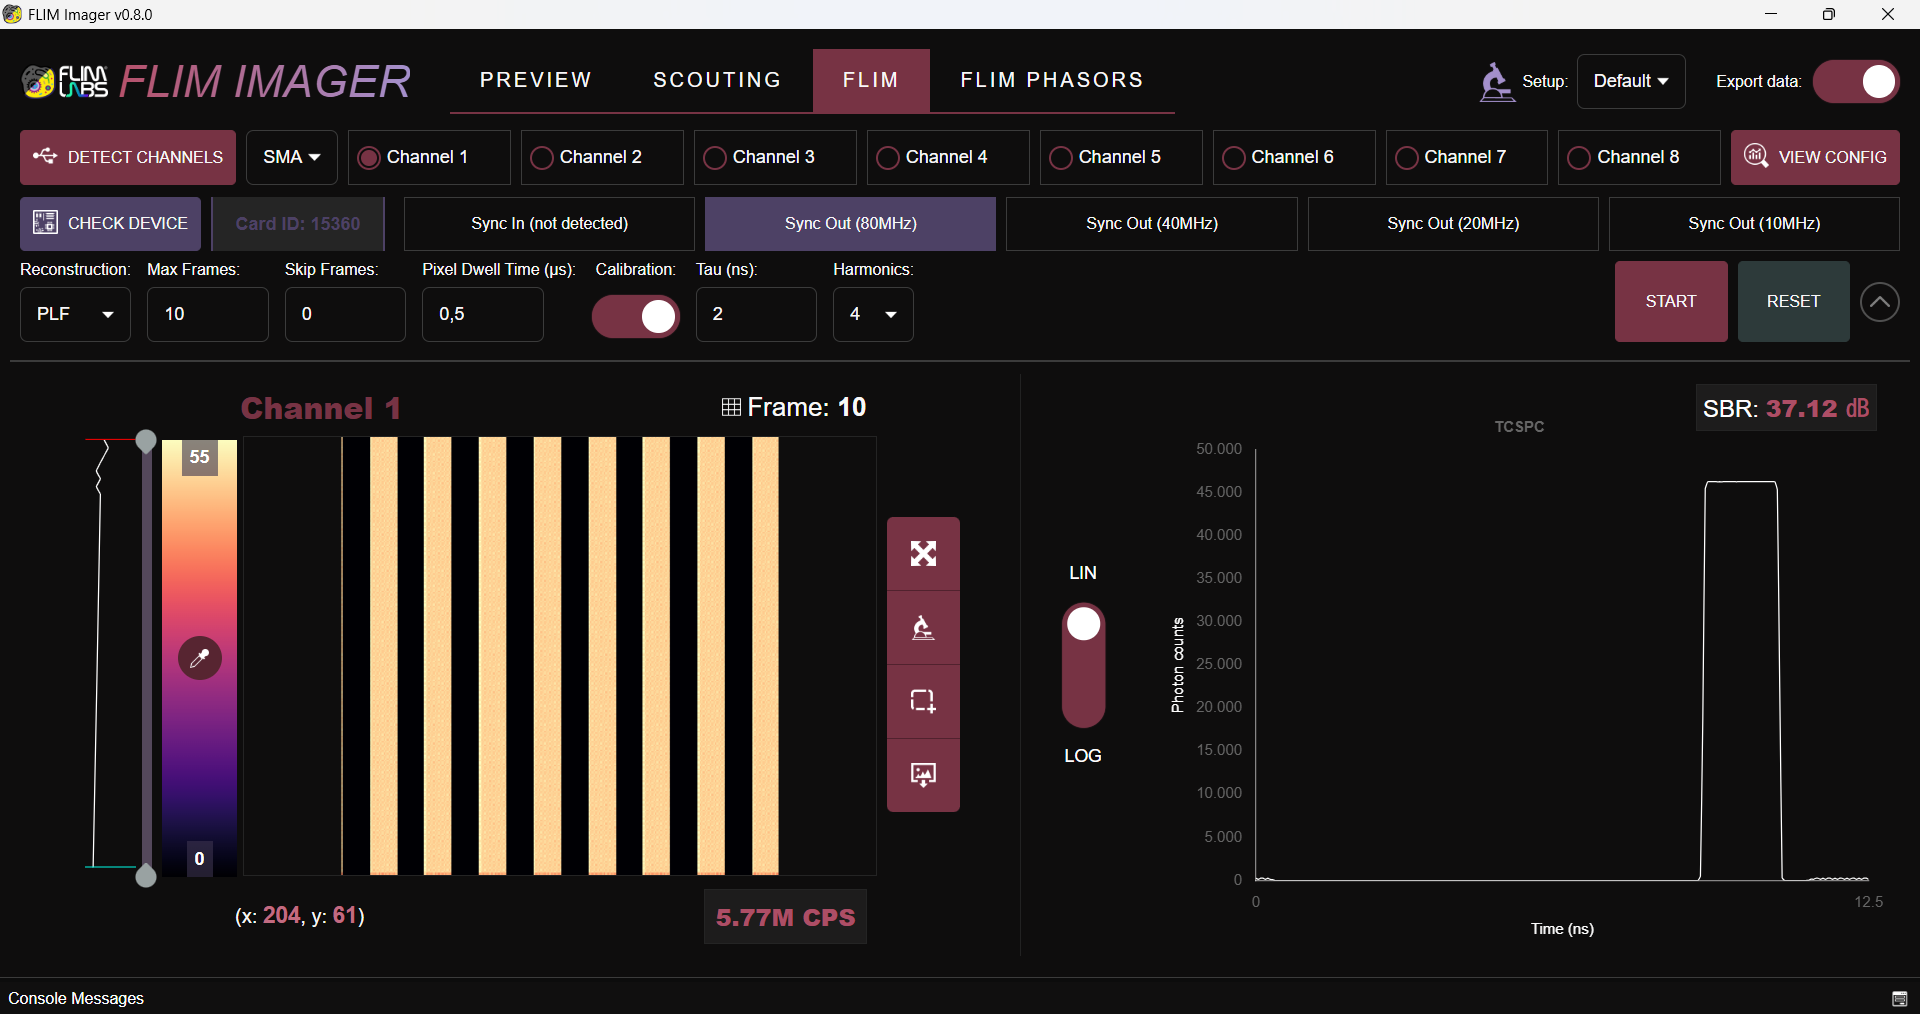 FLIM Imager v0.8.0
FLIM LABS FLIM IMAGER PREVIEW SCOUTING FLIM FLIM PHASORS Setup: Default Export data:
DETECT CHANNELS SMA Channel 1 Channel 2 Channel 3 Channel 4 Channel 5 Channel 6 Channel 7 Channel 8 VIEW CONFIG
CHECK DEVICE Card ID: 15360 Sync In (not detected) Sync Out (80MHz) Sync Out (40MHz) Sync Out (20MHz) Sync Out (10MHz)
Reconstruction: Max Frames: Skip Frames: Pixel Dwell Time (µs): Calibration: Tau (ns): Harmonics:
PLF 10 0 0,5 2 4 START RESET
Channel 1 Frame: 10
55
0
(x: 204, y: 61)
5.77M CPS
LIN
LOG
SBR: 37.12 dB
TCSPC
50.000
45.000
40.000
35.000
30.000
25.000
20.000
15.000
10.000
5.000
0
Photon counts
0 12.5
Time (ns)
Console Messages